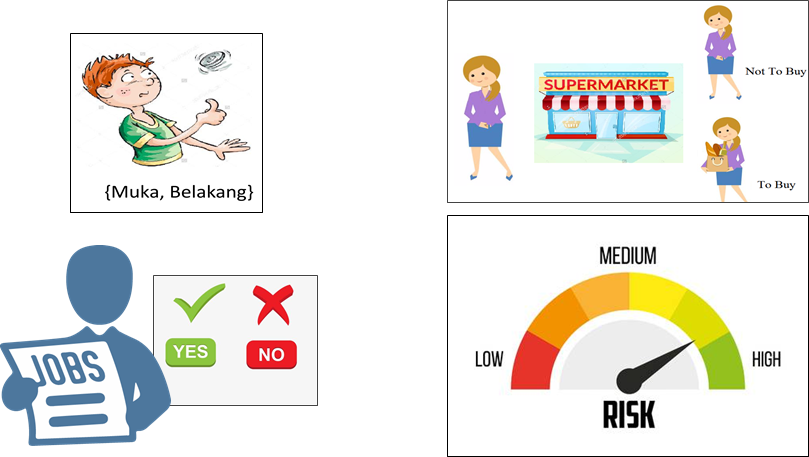 {Muka, Belakang}
SUPERMARKET
Not To Buy
To Buy
JOBS
YES
NO
MEDIUM
LOW
HIGH
RISK